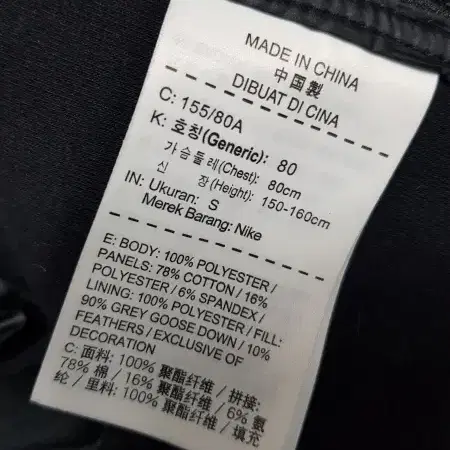 MADE IN CHINA
中国製
DIBUAT DI CINA
C: 155/80A
K: 호칭(Generic): 80
가슴둘레(Chest): 80cm
신 장(Height): 150-160cm
IN: Ukuran: S
Merek Barang: Nike
E: BODY: 100% POLYESTER /
PANELS: 78% COTTON / 16%
POLYESTER / 6% SPANDEX /
LINING: 100% POLYESTER / FILL:
90% GREY GOOSE DOWN / 10%
FEATHERS / EXCLUSIVE OF
DECORATION
C: 面料: 100% 聚酯纤维 / 拼接:
78% 棉 / 16% 聚酯纤维 / 6% 氨
纶 / 里料: 100% 聚酯纤维 / 填充